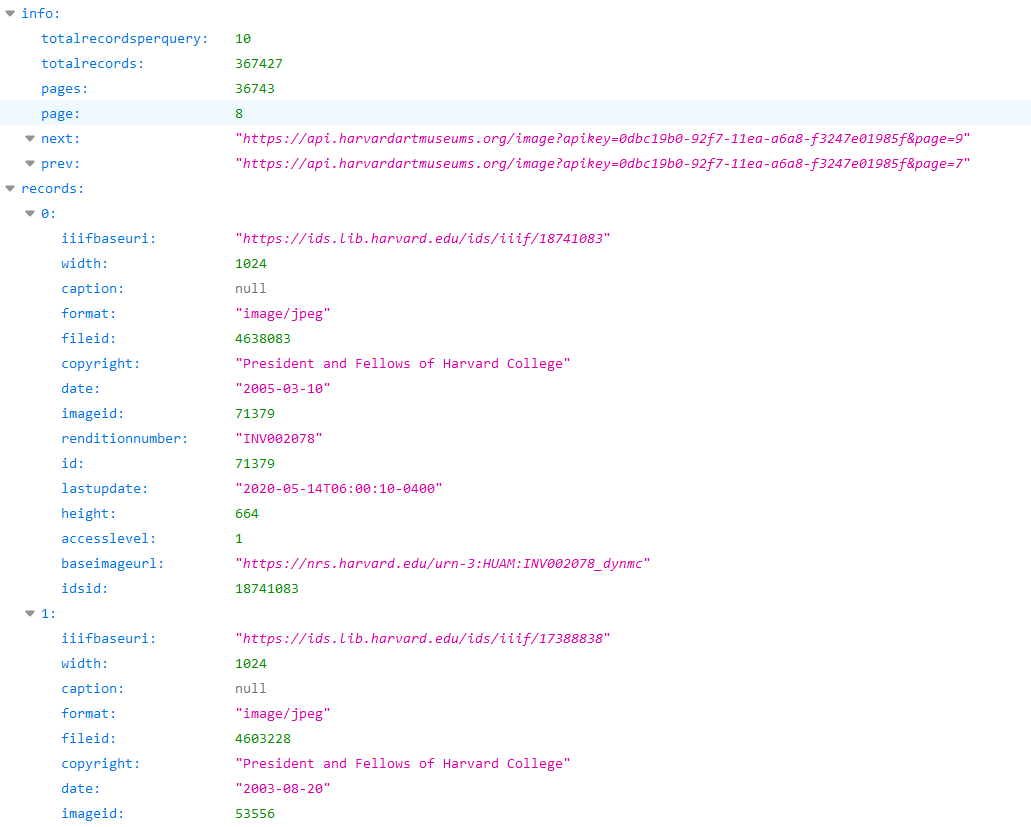 info:
totalrecordsperquery: 10
totalrecords: 367427
pages: 36743
page: 8
next: "https://api.harvardartmuseums.org/image?apikey=0dbc19b0-92f7-11ea-a6a8-f3247e01985f&page=9"
prev: "https://api.harvardartmuseums.org/image?apikey=0dbc19b0-92f7-11ea-a6a8-f3247e01985f&page=7"
records:
0:
iiifbaseuri: "https://ids.lib.harvard.edu/ids/iiif/18741083"
width: 1024
caption: null
format: "image/jpeg"
fileid: 4638083
copyright: "President and Fellows of Harvard College"
date: "2005-03-10"
imageid: 71379
renditionnumber: "INV002078"
id: 71379
lastupdate: "2020-05-14T06:00:10-0400"
height: 664
accesslevel: 1
baseimageurl: "https://nrs.harvard.edu/urn-3:HUAM:INV002078_dynmc"
idsid: 18741083
1:
iiifbaseuri: "https://ids.lib.harvard.edu/ids/iiif/17388838"
width: 1024
caption: null
format: "image/jpeg"
fileid: 4603228
copyright: "President and Fellows of Harvard College"
date: "2003-08-20"
imageid: 53556